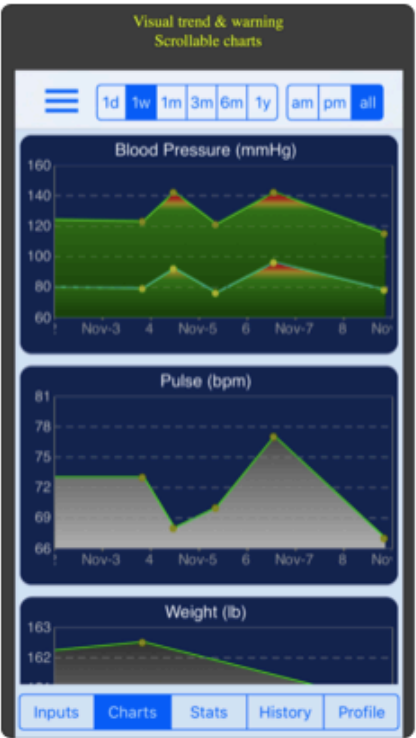 Visual trend & warning
Scrollable charts
1d 1w 1m 3m 6m 1y am pm all
Blood Pressure (mmHg)
160
140
120
100
80
60
Nov-3 4 Nov-5 6 Nov-7 8
Pulse (bpm)
81
78
75
72
69
66
Nov-3 4 Nov-5 6 Nov-7 8
Weight (lb)
163
162
Inputs Charts Stats History Profile